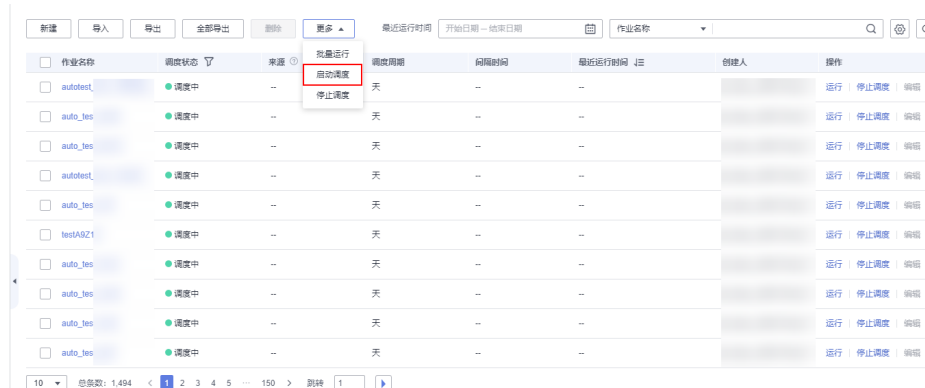 新建 导入 导出 全部导出 删除 更多 最近运行时间 开始日期 – 结束日期 作业名称
作业名称 调度状态 来源 调度周期 间隔时间 最近运行时间 创建人 操作
批量运行
启动调度
停止调度
autotest_ 调度中 -- 天 -- -- 运行 停止调度 编辑
auto_tes 调度中 -- 天 -- -- 运行 停止调度 编辑
auto_tes 调度中 -- 天 -- -- 运行 停止调度 编辑
autotest_ 调度中 -- 天 -- -- 运行 停止调度 编辑
auto_tes 调度中 -- 天 -- -- 运行 停止调度 编辑
testA9Z1 调度中 -- 天 -- -- 运行 停止调度 编辑
auto_tes 调度中 -- 天 -- -- 运行 停止调度 编辑
auto_tes 调度中 -- 天 -- -- 运行 停止调度 编辑
auto_tes 调度中 -- 天 -- -- 运行 停止调度 编辑
auto_tes 调度中 -- 天 -- -- 运行 停止调度 编辑
10 总条数: 1,494 < 1 2 3 4 5 ... 150 > 跳转 1